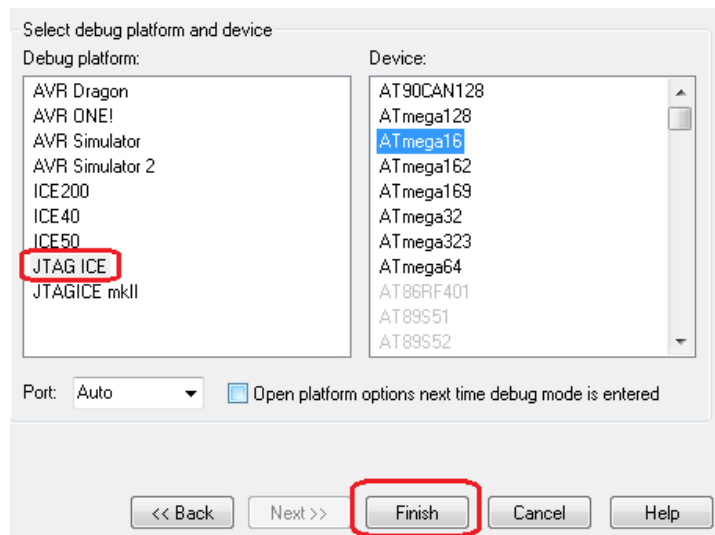 Select debug platform and device
Debug platform:
AVR Dragon
AVR ONE!
AVR Simulator
AVR Simulator 2
ICE200
ICE40
ICE50
JTAG ICE
JTAGICE mkII
Device:
AT90CAN128
ATmega128
ATmega16
ATmega162
ATmega169
ATmega32
ATmega323
ATmega64
AT86RF401
AT89S51
AT89S52
Port: Auto
Open platform options next time debug mode is entered
<< Back Next >> Finish Cancel Help